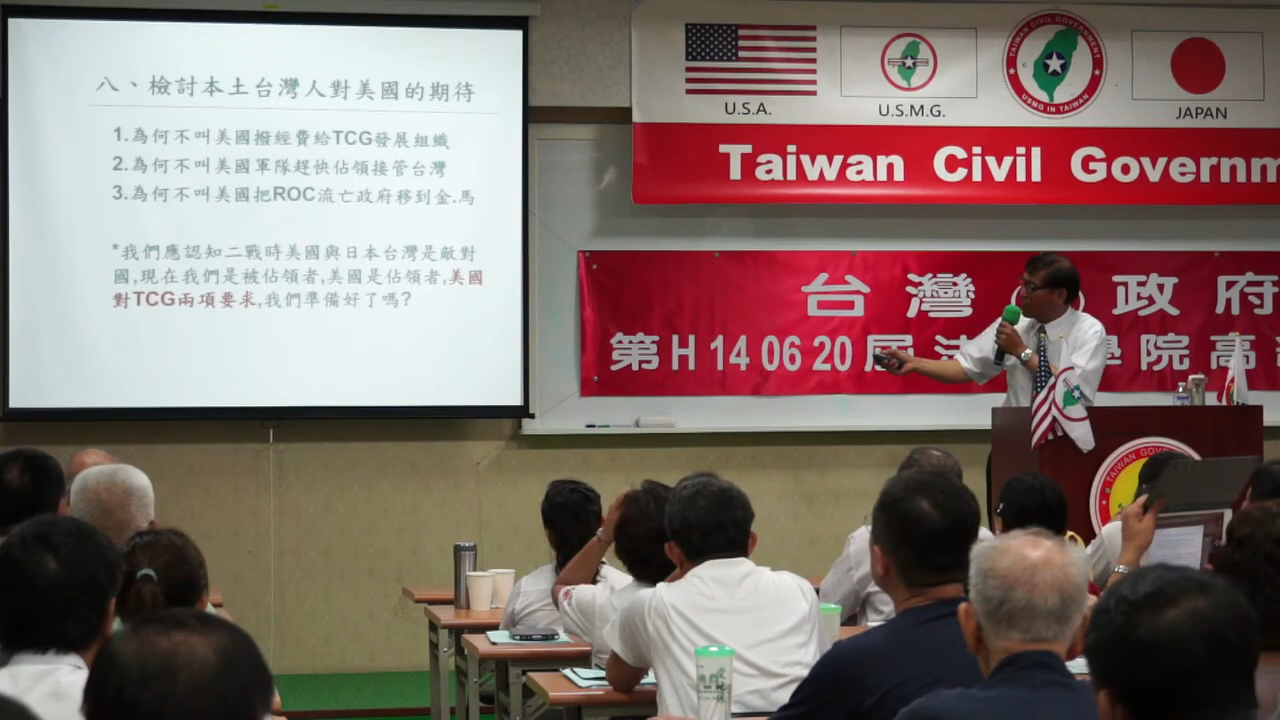 八、檢討本土台灣人對美國的期待
1.為何不叫美國撥經費給TCG發展組織
2.為何不叫美國軍隊趕快佔領接管台灣
3.為何不叫美國把ROC流亡政府移到金.馬
*我們應認知二戰時美國與日本台灣是敵對
國,現在我們是被佔領者,美國是佔領者,美國
對TCG兩項要求,我們準備好了嗎?
U.S.A.
U.S.M.G.
TAIWAN CIVIL GOVERNMENT
USMG IN TAIWAN
JAPAN
Taiwan Civil Governm
台灣 政府
第H 14 06 20屆法 學院高
TAIWAN GOVER